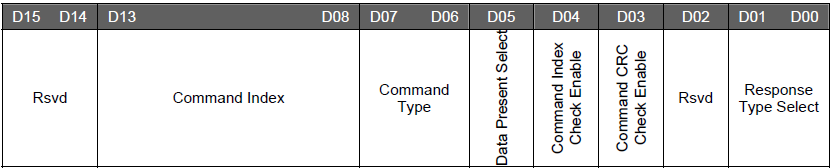 D15 D14 D13 D08 D07 D06 D05 D04 D03 D02 D01 D00
Rsvd
Command Index
Command
Type
Data Present Select
Command Index
Check Enable
Command CRC
Check Enable
Rsvd
Response
Type Select